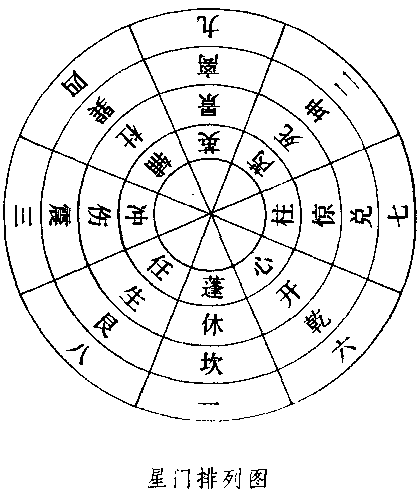 九离景英
二坤死芮
七兑惊柱
六乾开心
一坎休蓬
八艮生任
三震伤冲
四巽杜辅
星门排列图